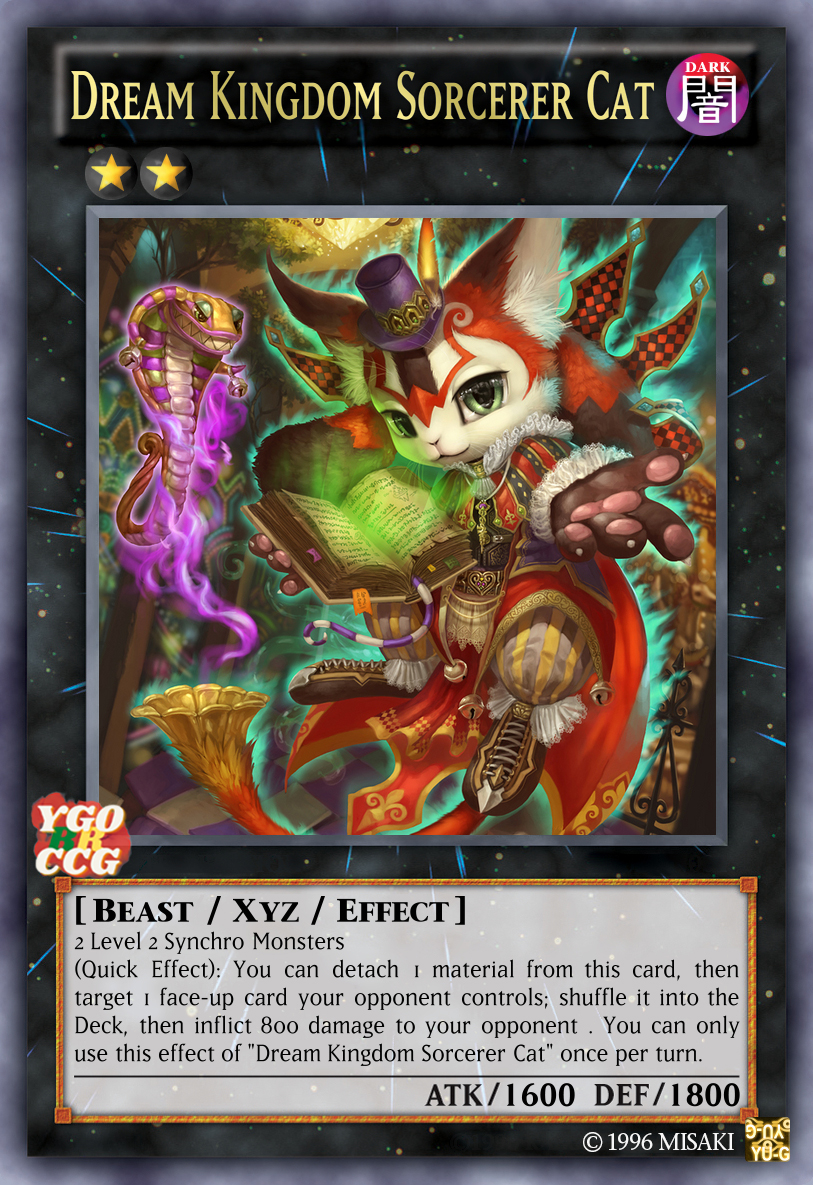 Dream Kingdom Sorcerer Cat
DARK
闇
YGO
RR
CCG
[ Beast / Xyz / Effect ]
2 Level 2 Synchro Monsters
(Quick Effect): You can detach 1 material from this card, then
target 1 face-up card your opponent controls; shuffle it into the
Deck, then inflict 800 damage to your opponent . You can only
use this effect of "Dream Kingdom Sorcerer Cat" once per turn.
ATK/1600 DEF/1800
© 1996 MISAKI
YU-G